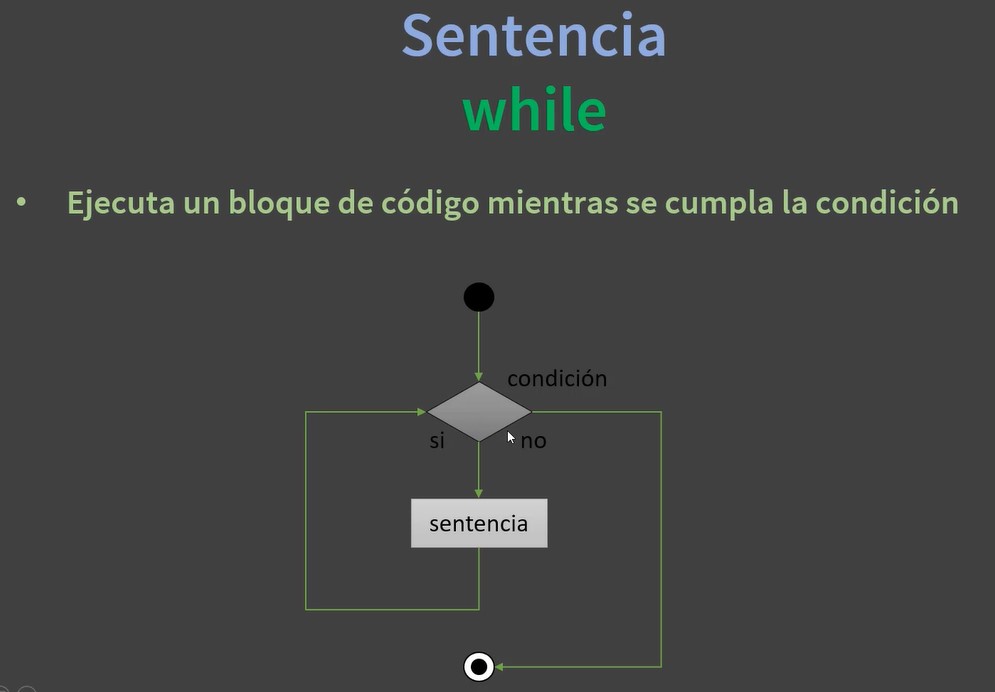 Sentencia
while
• Ejecuta un bloque de código mientras se cumpla la condición
condición
si
no
sentencia